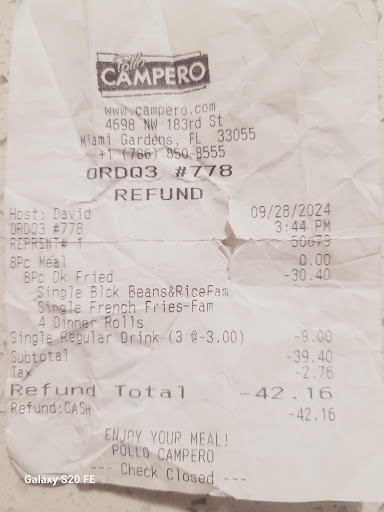 Pollo
CAMPERO
www.campero.com
4698 NW 183rd St
Miami Gardens, FL 33055
+1 (786) 850-8555
ORDQ3 #778
REFUND
Host: David 09/28/2024
ORDQ3 #778 3:44 PM
REPRINT# 1 50079
8Pc Meal 0.00
8Pc Dk Fried -30.40
Single Blck Beans&RiceFam
Single French Fries-Fam
4 Dinner Rolls
Single Regular Drink (3 @-3.00) -9.00
Subtotal -39.40
Tax -2.76
Refund Total -42.16
Refund:CASH -42.16
ENJOY YOUR MEAL!
POLLO CAMPERO
--- Check Closed ---
Galaxy S20 FE